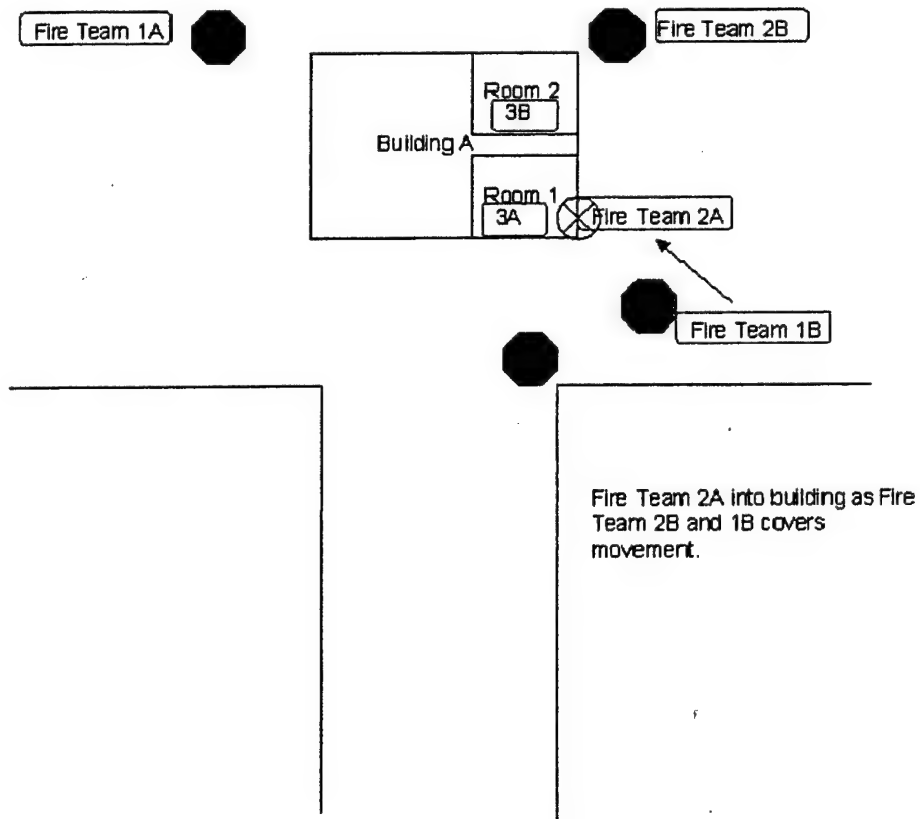 Fire Team 1A
Fire Team 2B
Room 2
3B
Building A
Room 1
3A
Fire Team 2A
Fire Team 1B
Fire Team 2A into building as Fire
Team 2B and 1B covers
movement.